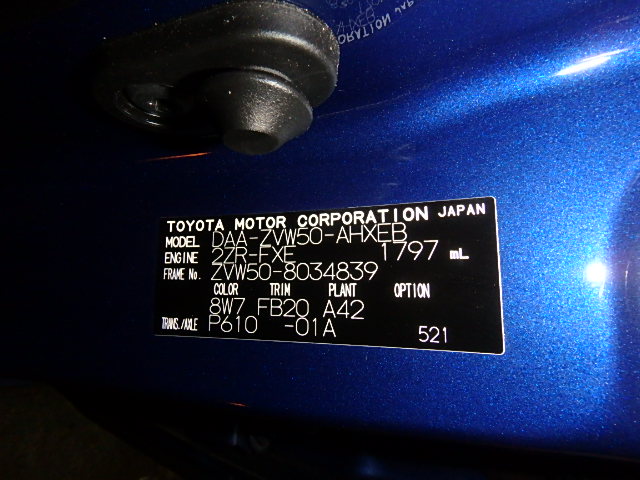 TOYOTA MOTOR CORPORATION JAPAN
MODEL DAA-ZVW50-AHXEB
ENGINE 2ZR-FXE 1797 mL
FRAME No. ZVW50-8034839
COLOR TRIM PLANT OPTION
8W7 FB20 A42
TRANS./AXLE P610 -01A 521